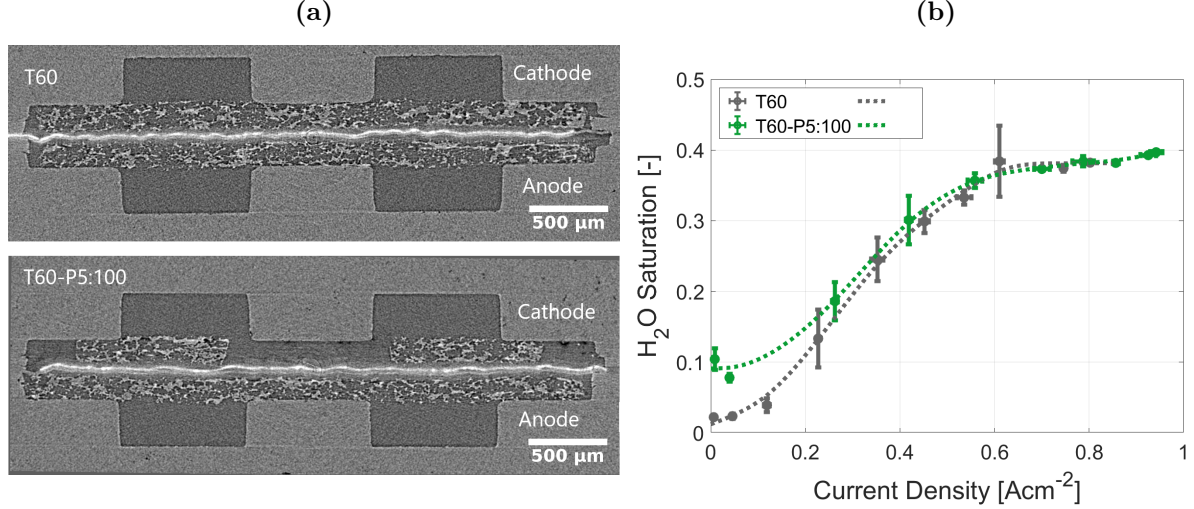 (a)
T60
Cathode
Anode
500 µm
T60-P5:100
Cathode
Anode
500 µm
(b)
0.5
0.4
0.3
0.2
0.1
0
H₂O Saturation [-]
T60
T60-P5:100
0 0.2 0.4 0.6 0.8 1
Current Density [Acm⁻²]